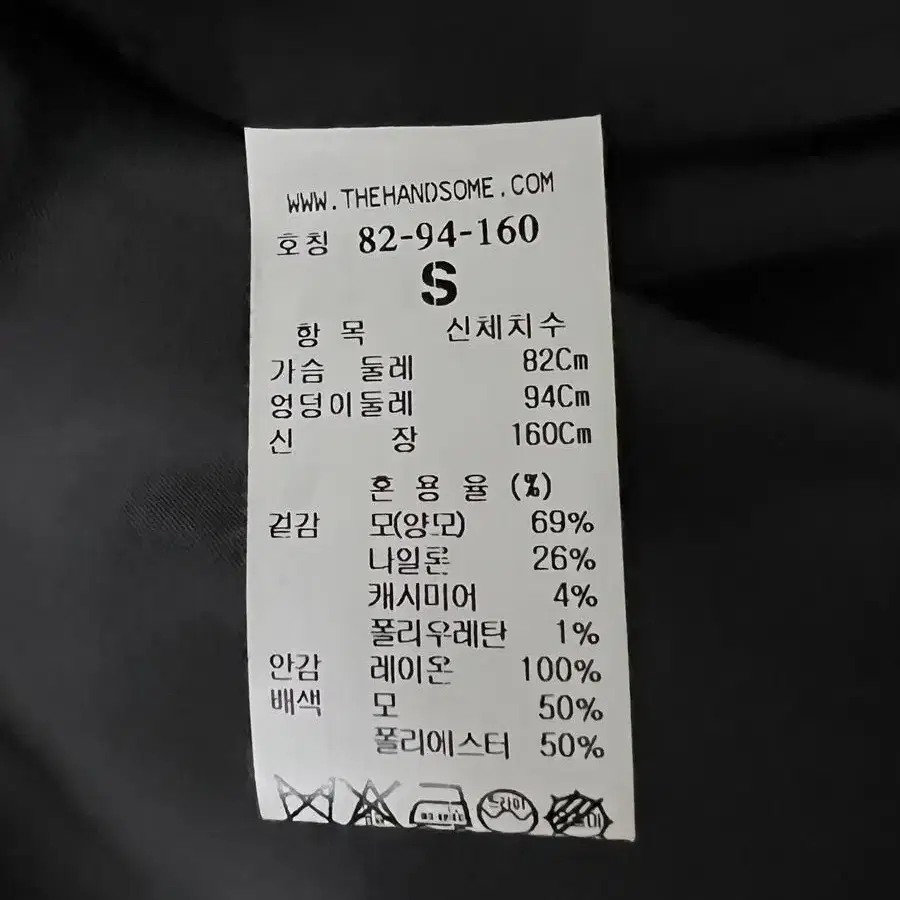 WWW.THEHANDSOME.COM
호칭 82-94-160
S
항 목 신체치수
가슴 둘레 82Cm
엉덩이둘레 94Cm
신 장 160Cm
혼 용 율 (%)
겉감 모(양모) 69%
나일론 26%
캐시미어 4%
폴리우레탄 1%
안감 레이온 100%
배색 모 50%
폴리에스터 50%
드라이